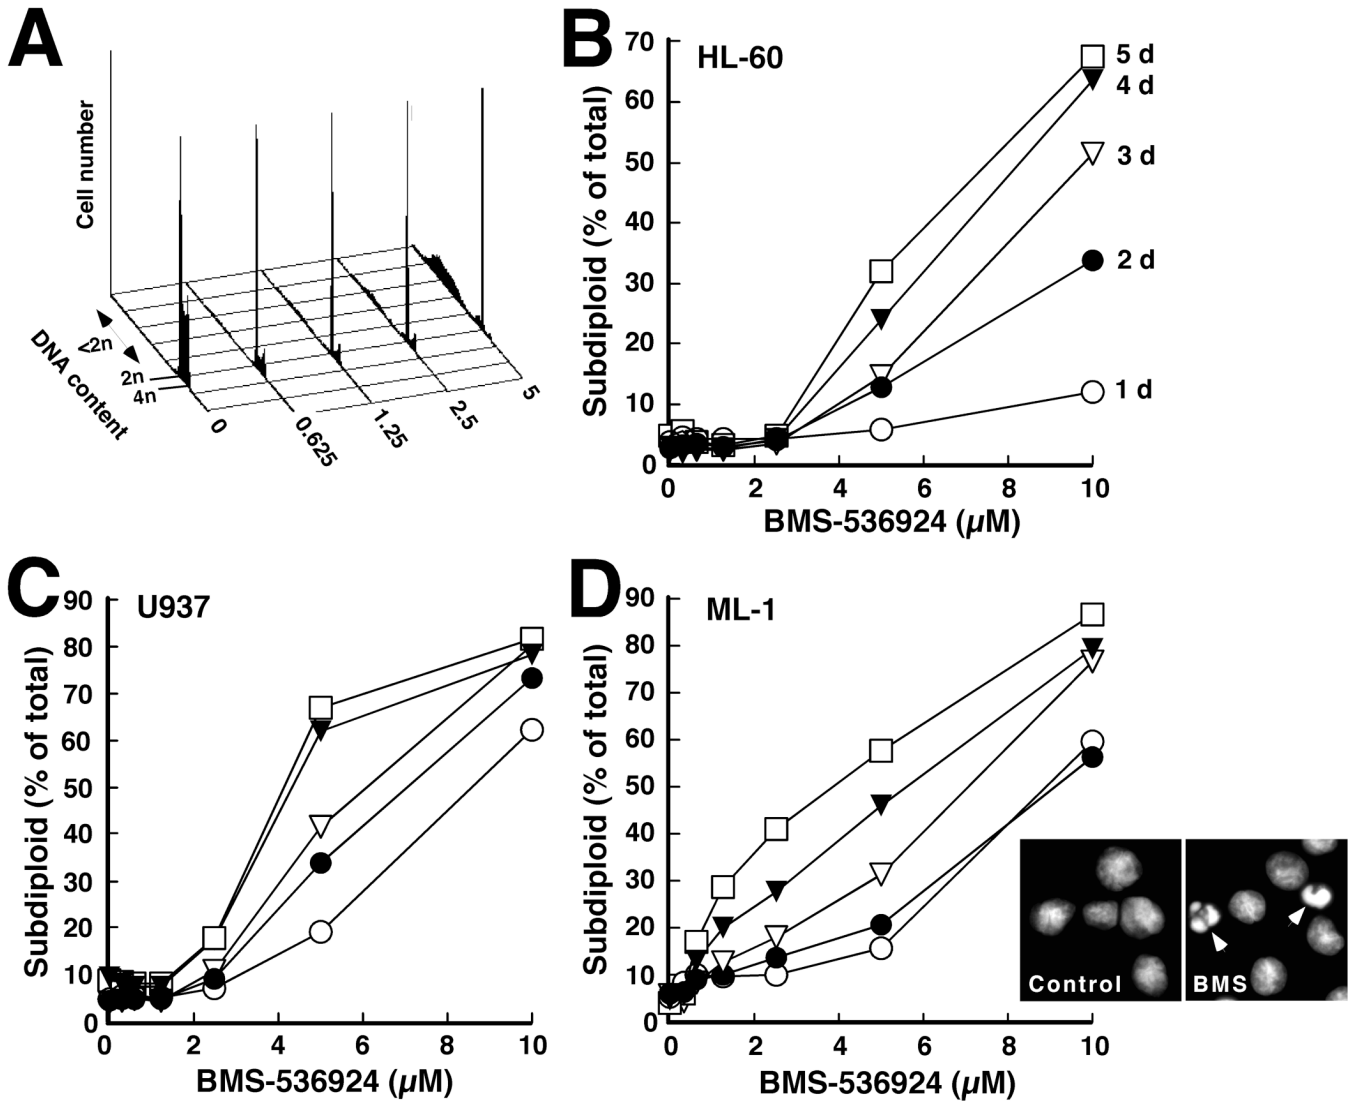 A
Cell number
DNA content
<2n
2n
4n
0
0.625
1.25
2.5
5
B
HL-60
Subdiploid (% of total)
70
60
50
40
30
20
10
0
5 d
4 d
3 d
2 d
1 d
0 2 4 6 8 10
BMS-536924 (µM)
C
U937
Subdiploid (% of total)
90
80
70
60
50
40
30
20
10
0
0 2 4 6 8 10
BMS-536924 (µM)
D
ML-1
Subdiploid (% of total)
90
80
70
60
50
40
30
20
10
0
Control
BMS
0 2 4 6 8 10
BMS-536924 (µM)